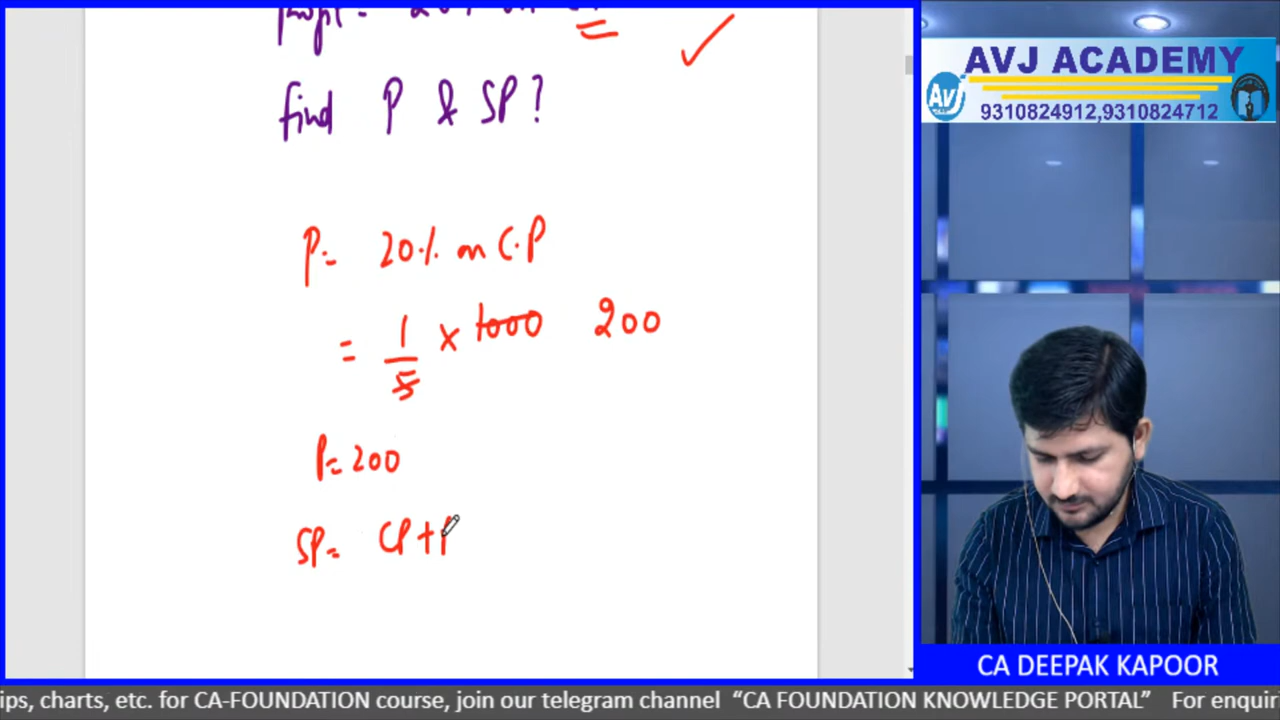 find P & SP?
P= 20% on C.P
= 1/5 × 1000 200
P=200
SP= CP+P
AVJ ACADEMY
AVJ
9310824912,9310824712
CA DEEPAK KAPOOR
ips, charts, etc. for CA-FOUNDATION course, join our telegram channel “CA FOUNDATION KNOWLEDGE PORTAL” For enquir